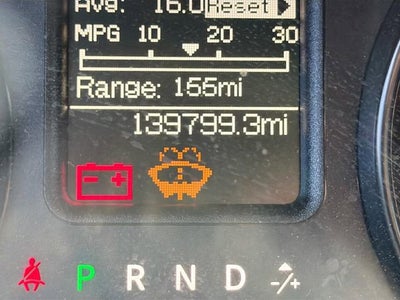 Avg: 16.0 Reset
MPG 10 20 30
Range: 155mi
139799.3mi
P R N D -/+